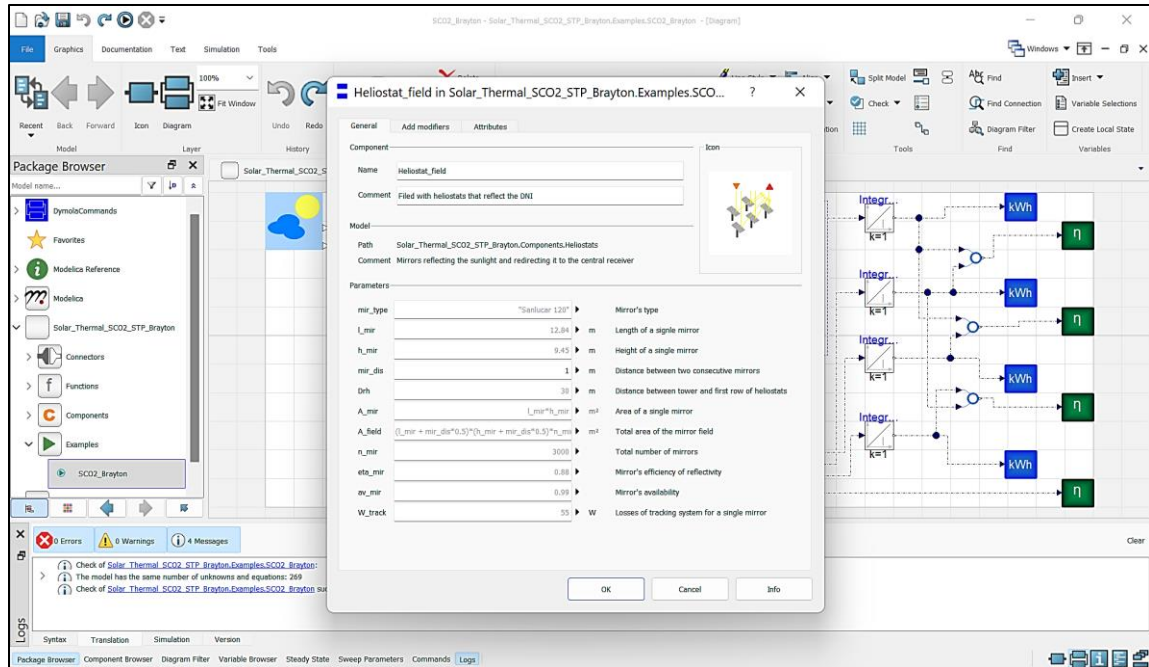 SCO2_Brayton - Solar_Thermal_SCO2_STP_Brayton.Examples.SCO2_Brayton - [Diagram]
File Graphics Documentation Text Simulation Tools
Windows
100%
Fit Window
Split Model
Find
Insert
Check
Find Connection
Variable Selections
Recent Back Forward Icon Diagram Undo Redo
Diagram Filter
Create Local State
Model Layer History Tools Find Variables
Package Browser
Solar_Thermal_SCO2_S
Model name...
DymolaCommands
Favorites
Modelica Reference
Modelica
Solar_Thermal_SCO2_STP_Brayton
Connectors
f Functions
C Components
Examples
SCO2_Brayton
Heliostat_field in Solar_Thermal_SCO2_STP_Brayton.Examples.SCO... ? X
General Add modifiers Attributes
Component
Icon
Name Heliostat_field
Comment Filed with heliostats that reflect the DNI
Model
Path Solar_Thermal_SCO2_STP_Brayton.Components.Heliostats
Comment Mirrors reflecting the sunlight and redirecting it to the central receiver
Parameters
mir_type "Sanlucar 120" Mirror's type
l_mir 12.84 m Length of a signle mirror
h_mir 9.45 m Height of a single mirror
mir_dis 1 m Distance between two consecutive mirrors
Drh 30 m Distance between tower and first row of heliostats
A_mir l_mir*h_mir m² Area of a single mirror
A_field (l_mir + mir_dis*0.5)*(h_mir + mir_dis*0.5)*n_mi m² Total area of the mirror field
n_mir 3000 Total number of mirrors
eta_mir 0.88 Mirror's efficiency of reflectivity
av_mir 0.99 Mirror's availability
W_track 55 W Losses of tracking system for a single mirror
OK Cancel Info
Integr...
k=1
kWh
η
Integr...
kWh
η
Integr...
k=1
kWh
η
Integr...
k=1
kWh
η
0 Errors 0 Warnings 4 Messages
Clear
Check of Solar_Thermal_SCO2_STP_Brayton.Examples.SCO2_Brayton:
The model has the same number of unknowns and equations: 269
Check of Solar_Thermal_SCO2_STP_Brayton.Examples.SCO2_Brayton suc
Logs
Syntax Translation Simulation Version
Package Browser Component Browser Diagram Filter Variable Browser Steady State Sweep Parameters Commands Logs